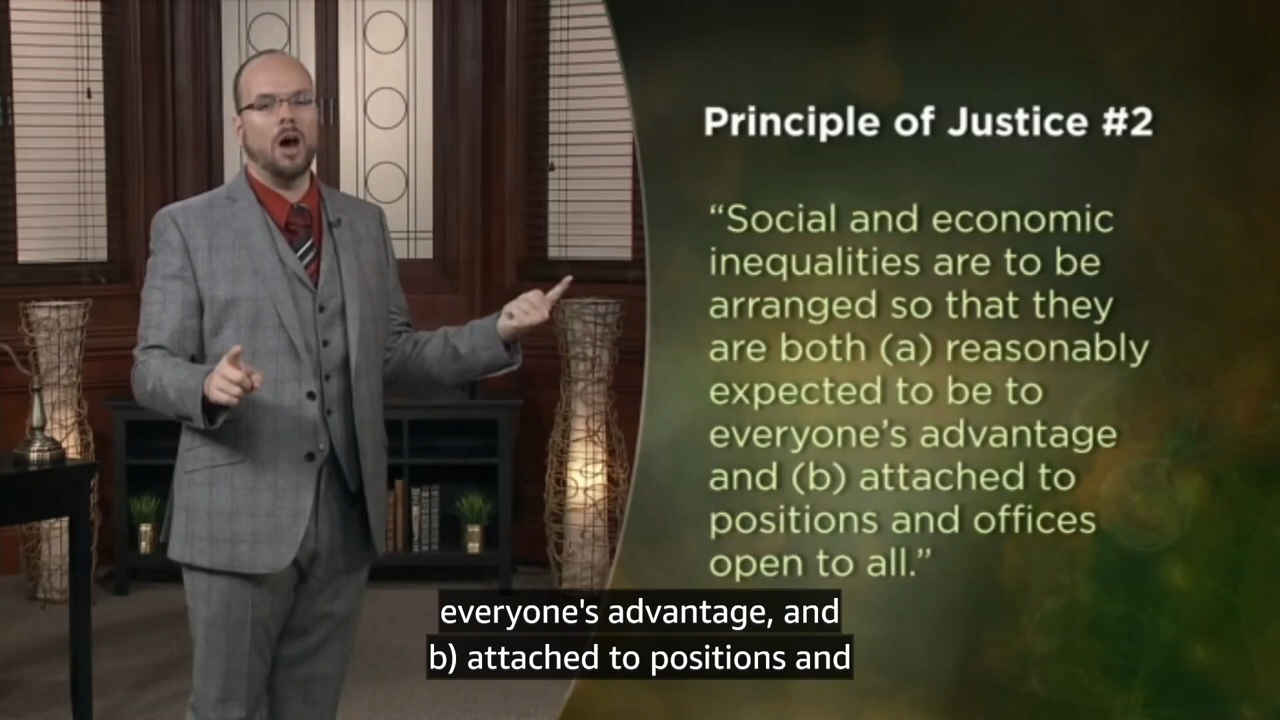 Principle of Justice #2
“Social and economic
inequalities are to be
arranged so that they
are both (a) reasonably
expected to be to
everyone’s advantage
and (b) attached to
positions and offices
open to all.”
everyone's advantage, and
b) attached to positions and